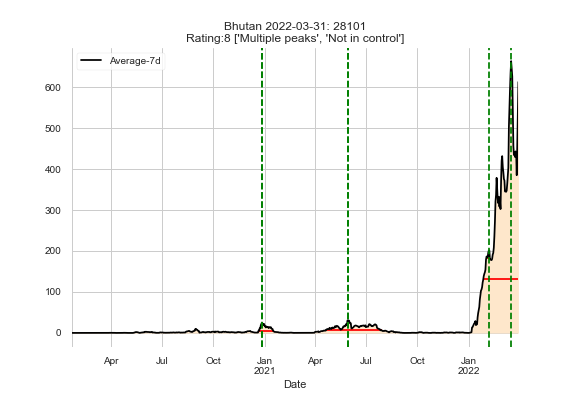 Bhutan 2022-03-31: 28101
Rating:8 ['Multiple peaks', 'Not in control']
Average-7d
600
500
400
300
200
100
0
Apr Jul Oct Jan Apr Jul Oct Jan
2021 2022
Date